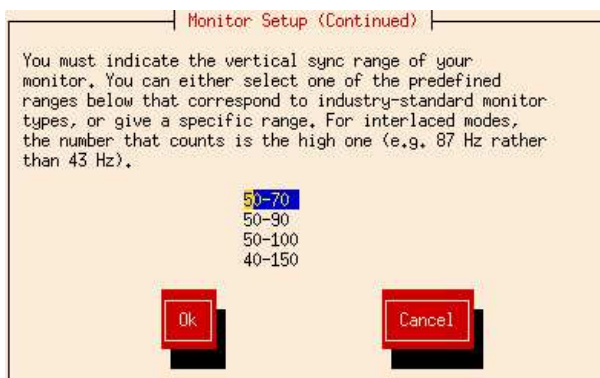 Monitor Setup (Continued)
You must indicate the vertical sync range of your
monitor. You can either select one of the predefined
ranges below that correspond to industry-standard monitor
types, or give a specific range. For interlaced modes,
the number that counts is the high one (e.g. 87 Hz rather
than 43 Hz).
50-70
50-90
50-100
40-150
Ok
Cancel